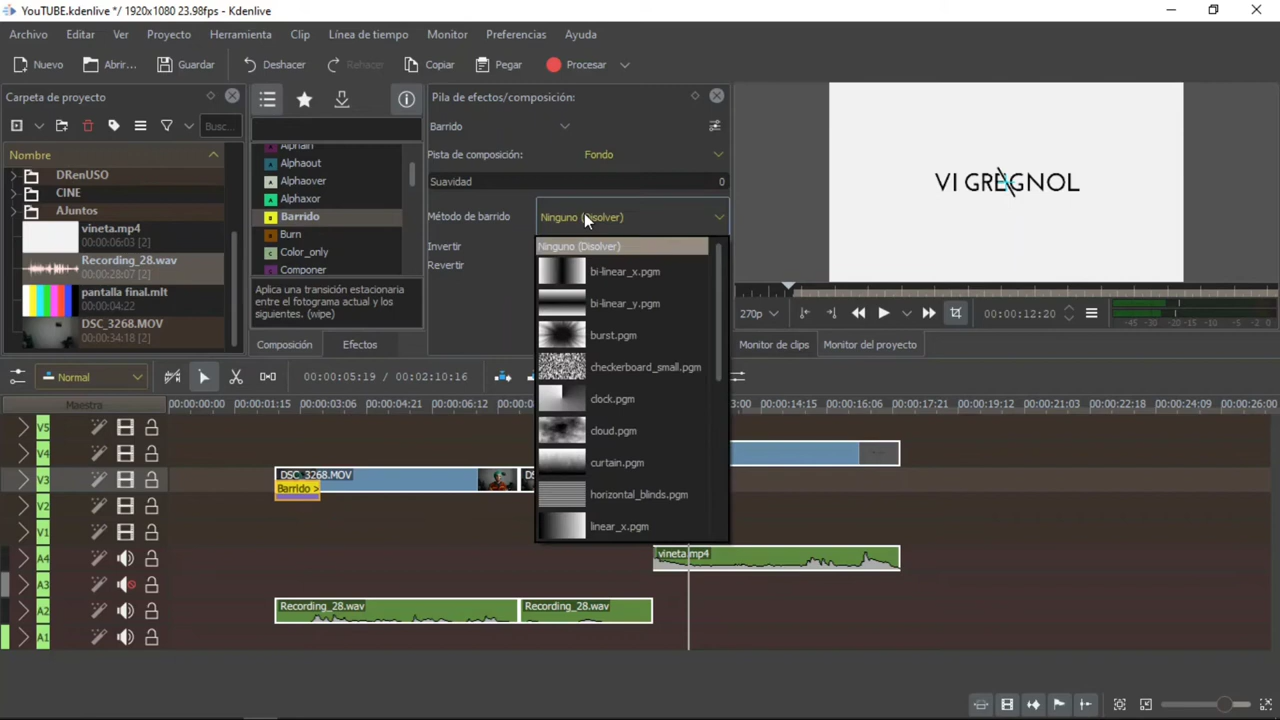 YouTUBE.kdenlive */ 1920x1080 23.98fps - Kdenlive
Archivo Editar Ver Proyecto Herramienta Clip Línea de tiempo Monitor Preferencias Ayuda
Nuevo Abrir... Guardar Deshacer Rehacer Copiar Pegar Procesar
Carpeta de proyecto
Busc...
Nombre
DRenUSO
CINE
AJuntos
vineta.mp4
00:00:06:03 [2]
Recording_28.wav
00:00:28:07 [2]
pantalla final.mlt
00:00:04:22
DSC_3268.MOV
00:00:34:18 [2]
Alphain
Alphaout
Alphaover
Alphaxor
Barrido
Burn
Color_only
Componer
Aplica una transición estacionaria
entre el fotograma actual y los
siguientes. (wipe)
Composición Efectos
Pila de efectos/composición:
Barrido
Pista de composición: Fondo
Suavidad 0
Método de barrido Ninguno (Disolver)
Invertir
Revertir
Ninguno (Disolver)
bi-linear_x.pgm
bi-linear_y.pgm
burst.pgm
checkerboard_small.pgm
clock.pgm
cloud.pgm
curtain.pgm
horizontal_blinds.pgm
linear_x.pgm
VI GREGNOL
270p 00:00:12:20 -45 -30 -20 -15 -10 -5 -2 0
Monitor de clips Monitor del proyecto
Normal 00:00:05:19 / 00:02:10:16
Maestra 00:00:00:00 00:00:01:15 00:00:03:06 00:00:04:21 00:00:06:12 00:00:14:15 00:00:16:06 00:00:17:21 00:00:19:12 00:00:21:03 00:00:22:18 00:00:24:09 00:00:26:00
V5
V4
V3 DSC_3268.MOV
Barrido >
V2
V1
A4 vineta.mp4
A3
A2 Recording_28.wav Recording_28.wav
A1